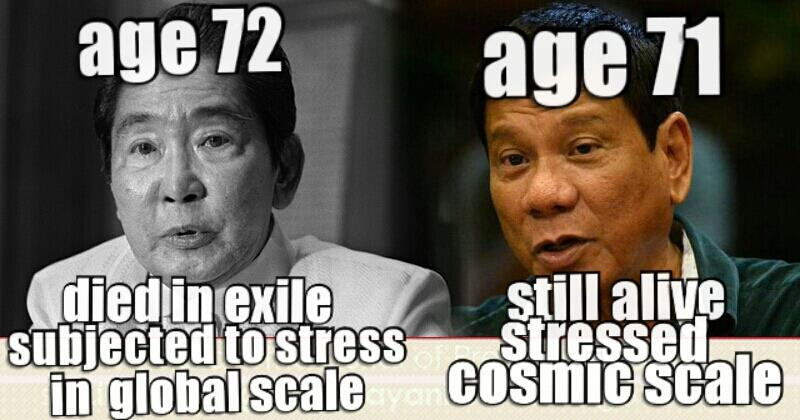 age 72
died in exile
subjected to stress
in global scale
age 71
still alive
stressed
cosmic scale